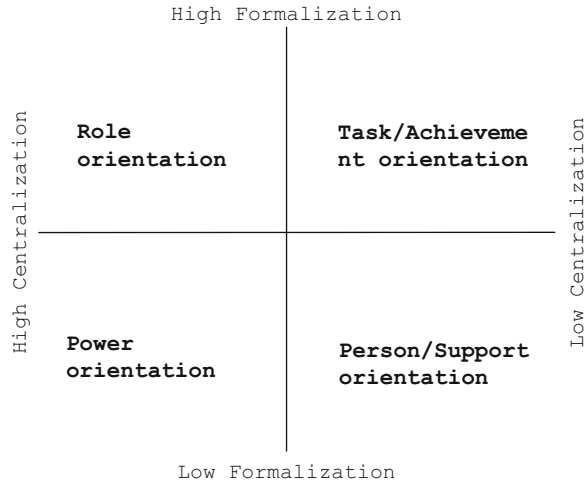 High Formalization
High Centralization
Role
orientation
Task/Achieveme
nt orientation
Low Centralization
Power
orientation
Person/Support
orientation
Low Formalization